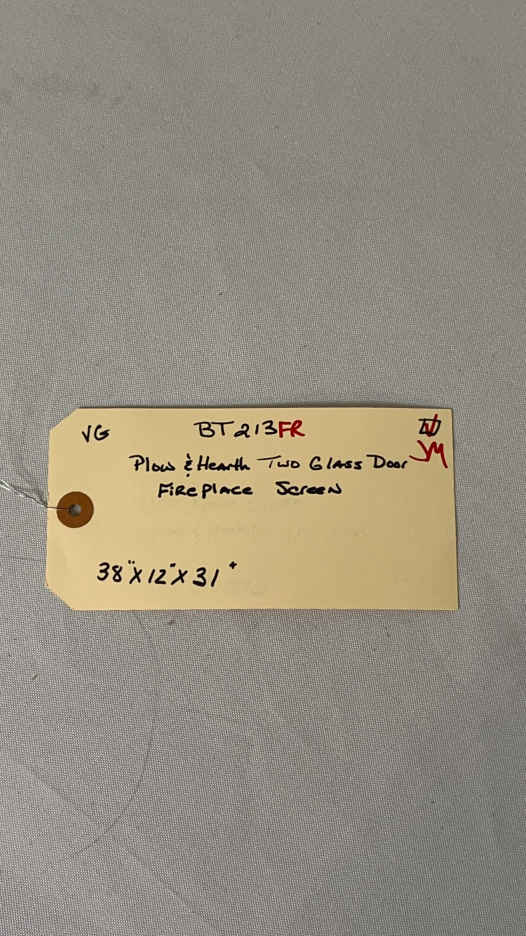 VG BT213FR
Plow & Hearth Two Glass Door
Fireplace Screen
38"X12"X31"